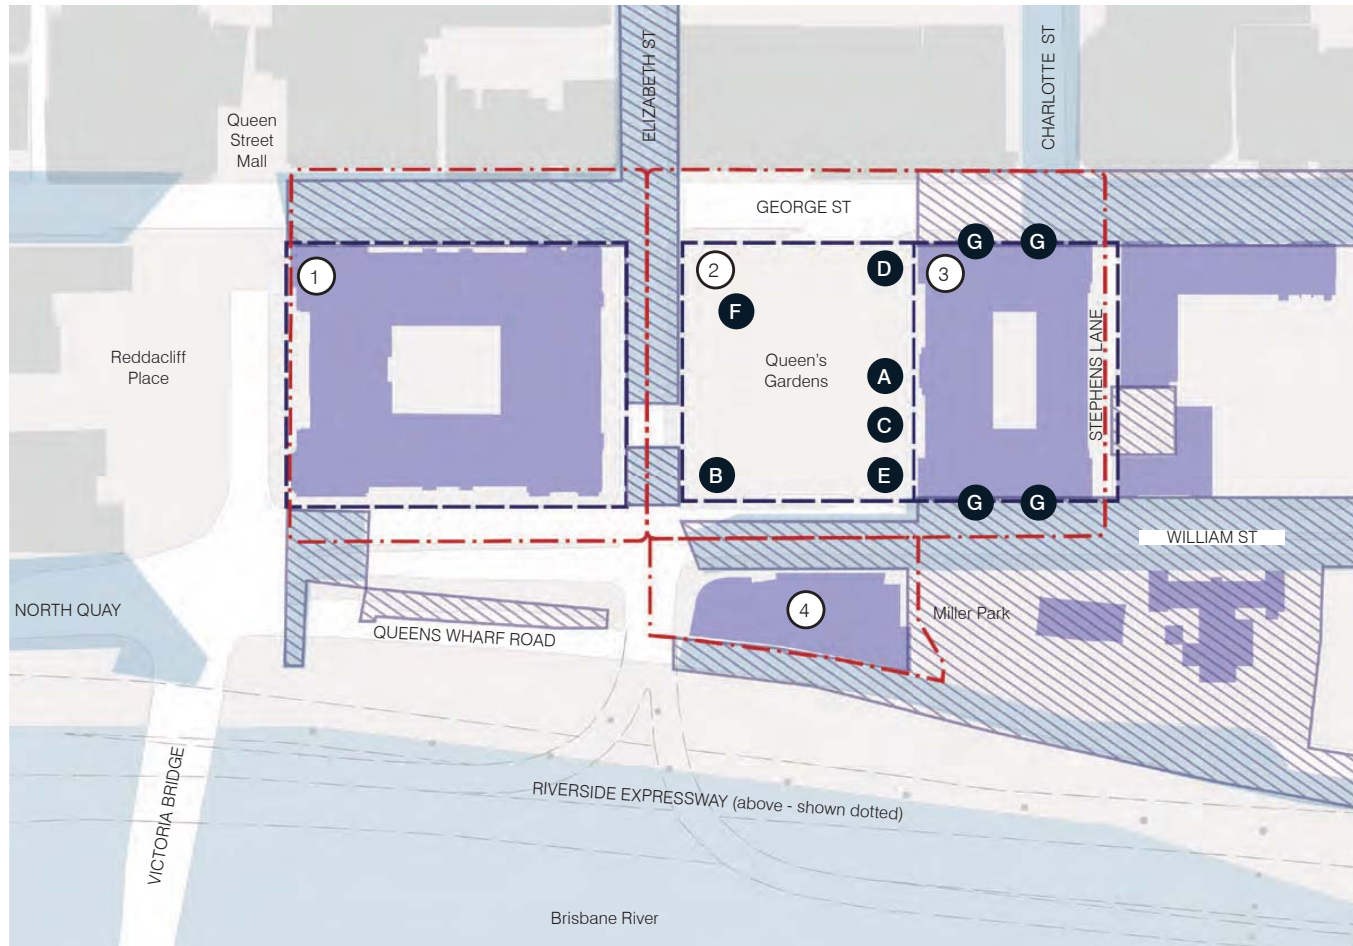 ELIZABETH ST
CHARLOTTE ST
Queen
Street
Mall
GEORGE ST
1
2
D
3
G
G
F
Reddacliff
Place
Queen's
Gardens
A
STEPHENS LANE
C
B
E
G
G
WILLIAM ST
NORTH QUAY
4
Miller Park
QUEENS WHARF ROAD
VICTORIA BRIDGE
RIVERSIDE EXPRESSWAY (above - shown dotted)
Brisbane River